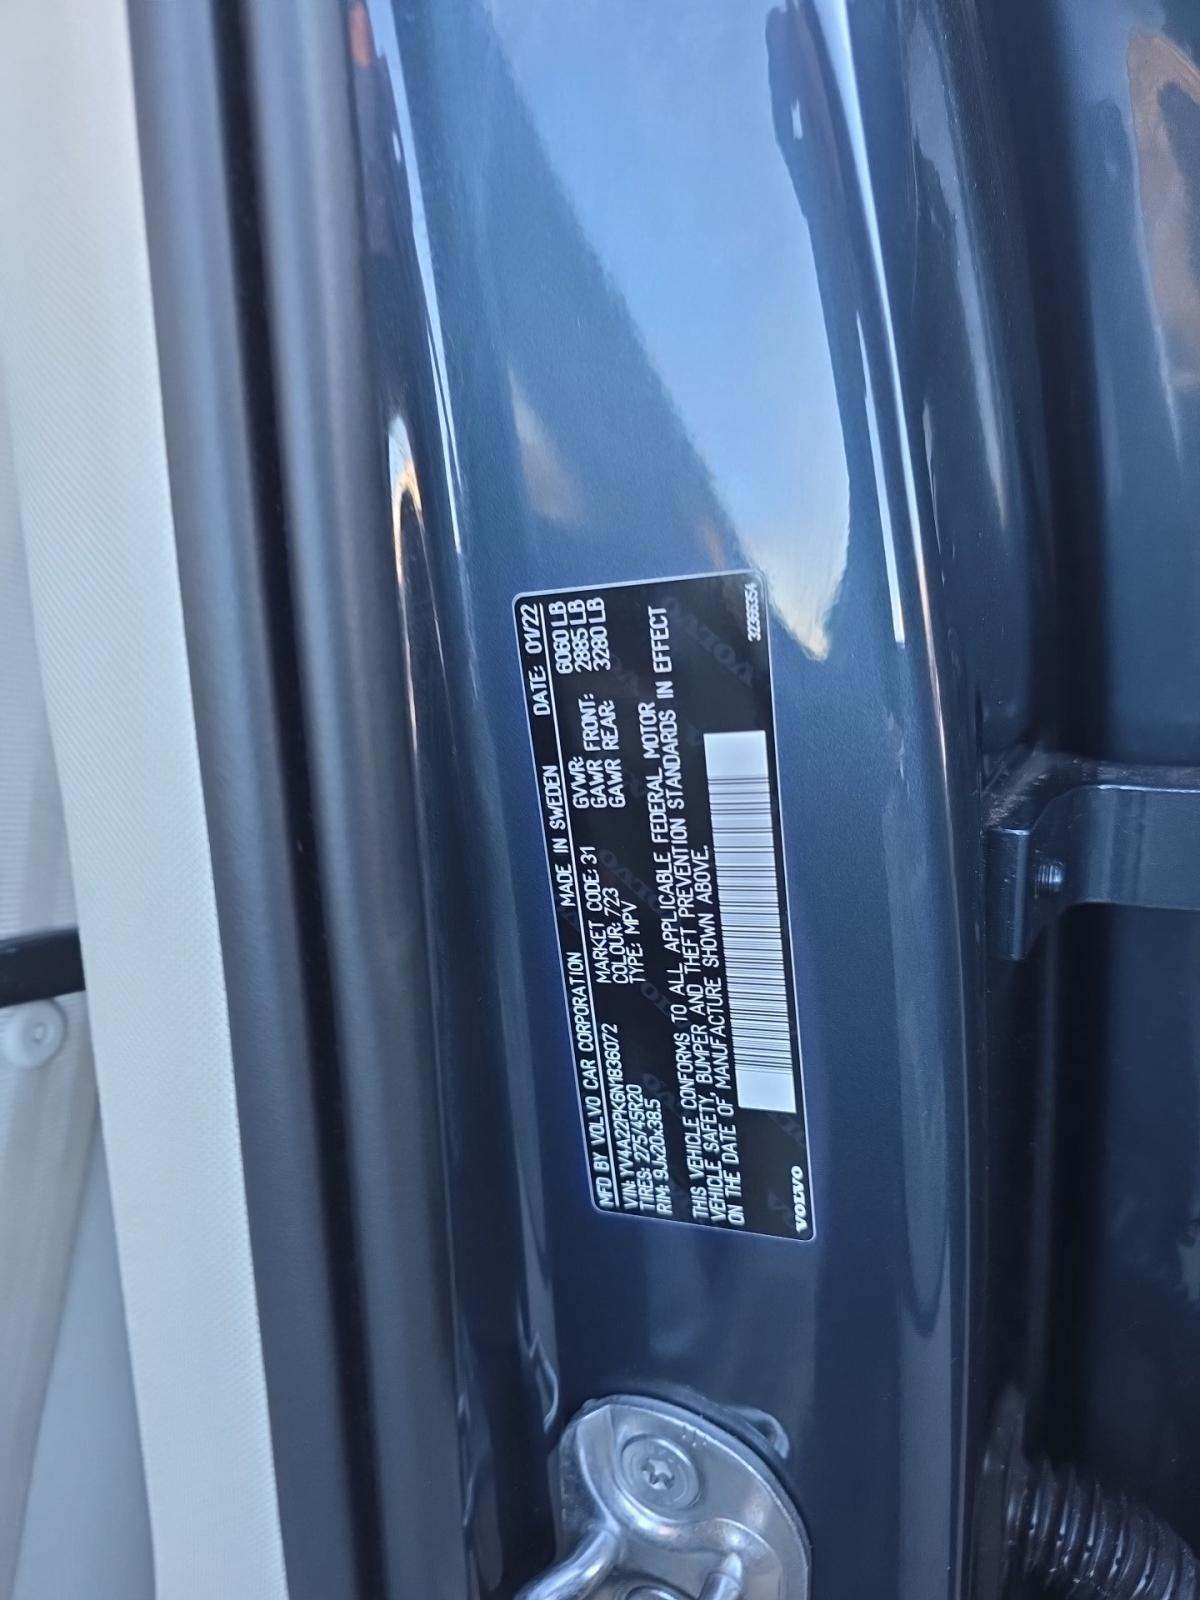 MFD BY VOLVO CAR CORPORATION MADE IN SWEDEN DATE: 01/22
VIN: YV4A22PK6N1836072 MARKET CODE: 31 GVWR: 6060 LB
TIRES: 275/45R20 COLOUR: 723 GAWR FRONT: 2885 LB
RIM: 9Jx20x38.5 TYPE: MPV GAWR REAR: 3280 LB
THIS VEHICLE CONFORMS TO ALL APPLICABLE FEDERAL MOTOR
VEHICLE SAFETY, BUMPER AND THEFT PREVENTION STANDARDS IN EFFECT
ON THE DATE OF MANUFACTURE SHOWN ABOVE.
VOLVO 32366354